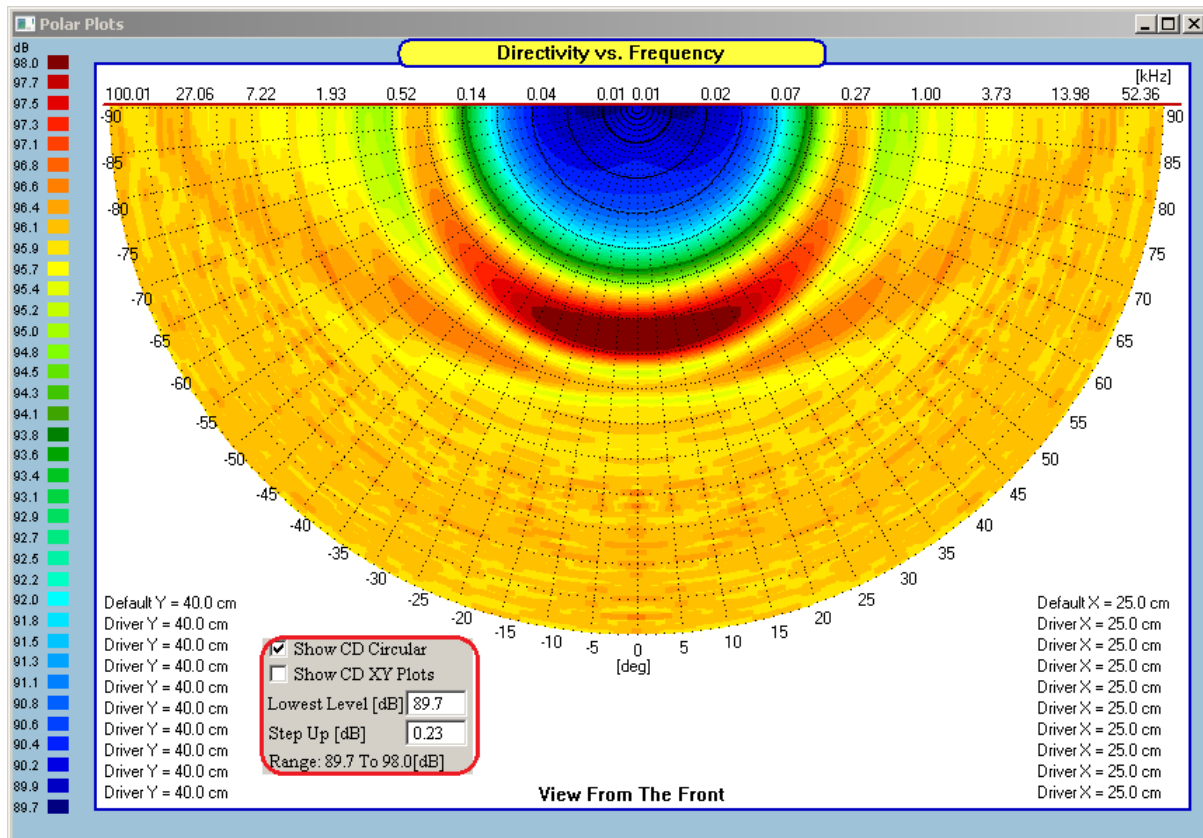 Polar Plots
dB
Directivity vs. Frequency
[kHz]
100.01 27.06 7.22 1.93 0.52 0.14 0.04 0.01 0.01 0.02 0.07 0.27 1.00 3.73 13.98 52.36
98.0
97.7
97.5
97.3
97.1
96.8
96.6
96.4
96.1
95.9
95.7
95.4
95.2
95.0
94.8
94.5
94.3
94.1
93.8
93.6
93.4
93.1
92.9
92.7
92.5
92.2
92.0
91.8
91.5
91.3
91.1
90.8
90.6
90.4
90.2
89.9
89.7
-90 90
-85 85
-80 80
-75 75
-70 70
-65 65
-60 60
-55 55
-50 50
-45 45
-40 40
-35 35
-30 30
-25 25
-20 20
-15 15
-10 10
-5 0 5
[deg]
Default Y = 40.0 cm
Driver Y = 40.0 cm
Driver Y = 40.0 cm
Driver Y = 40.0 cm
Driver Y = 40.0 cm
Driver Y = 40.0 cm
Driver Y = 40.0 cm
Driver Y = 40.0 cm
Driver Y = 40.0 cm
Driver Y = 40.0 cm
Show CD Circular
Show CD XY Plots
Lowest Level [dB] 89.7
Step Up [dB] 0.23
Range: 89.7 To 98.0[dB]
Default X = 25.0 cm
Driver X = 25.0 cm
Driver X = 25.0 cm
Driver X = 25.0 cm
Driver X = 25.0 cm
Driver X = 25.0 cm
Driver X = 25.0 cm
Driver X = 25.0 cm
Driver X = 25.0 cm
Driver X = 25.0 cm
View From The Front